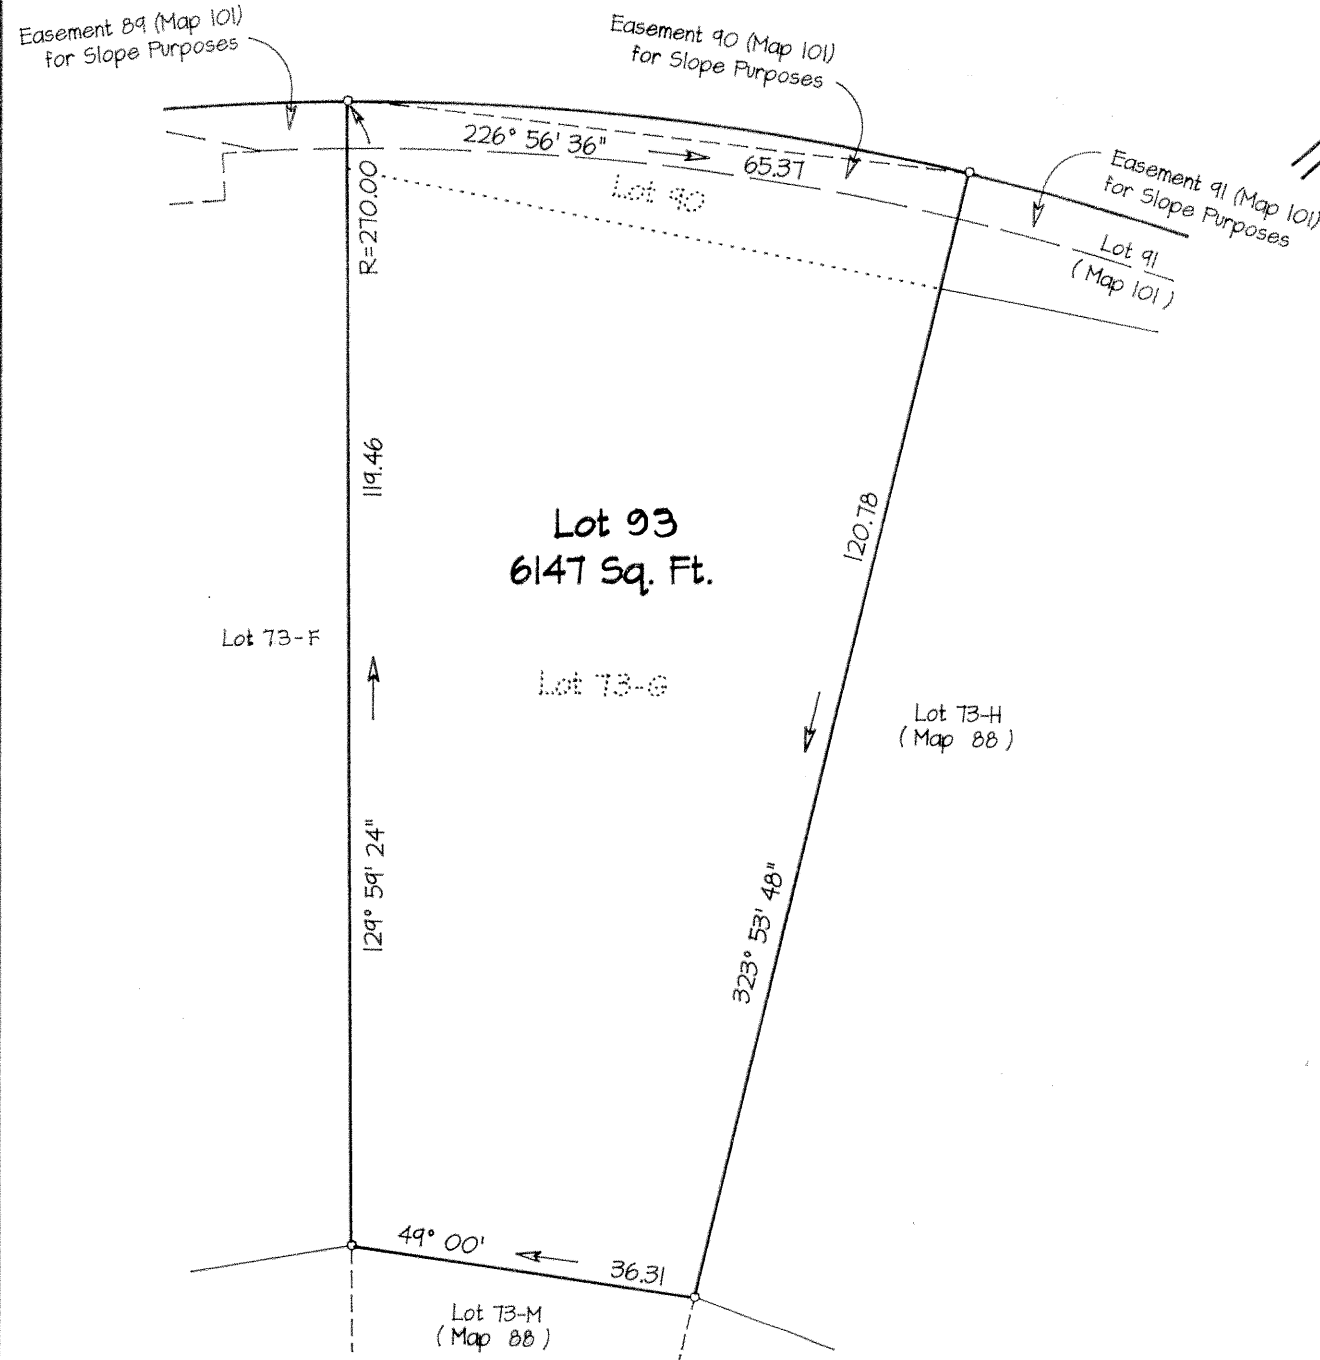 Easement 89 (Map 101)
for Slope Purposes
Easement 90 (Map 101)
for Slope Purposes
Easement 91 (Map 101)
for Slope Purposes
226° 56' 36"
65.37
Lot 90
R=270.00
Lot 91
( Map 101 )
119.46
120.78
Lot 93
6147 Sq. Ft.
Lot 73-F
Lot 73-G
Lot 73-H
( Map 88 )
129° 59' 24"
323° 53' 48"
49° 00'
36.31
Lot 73-M
( Map 88 )